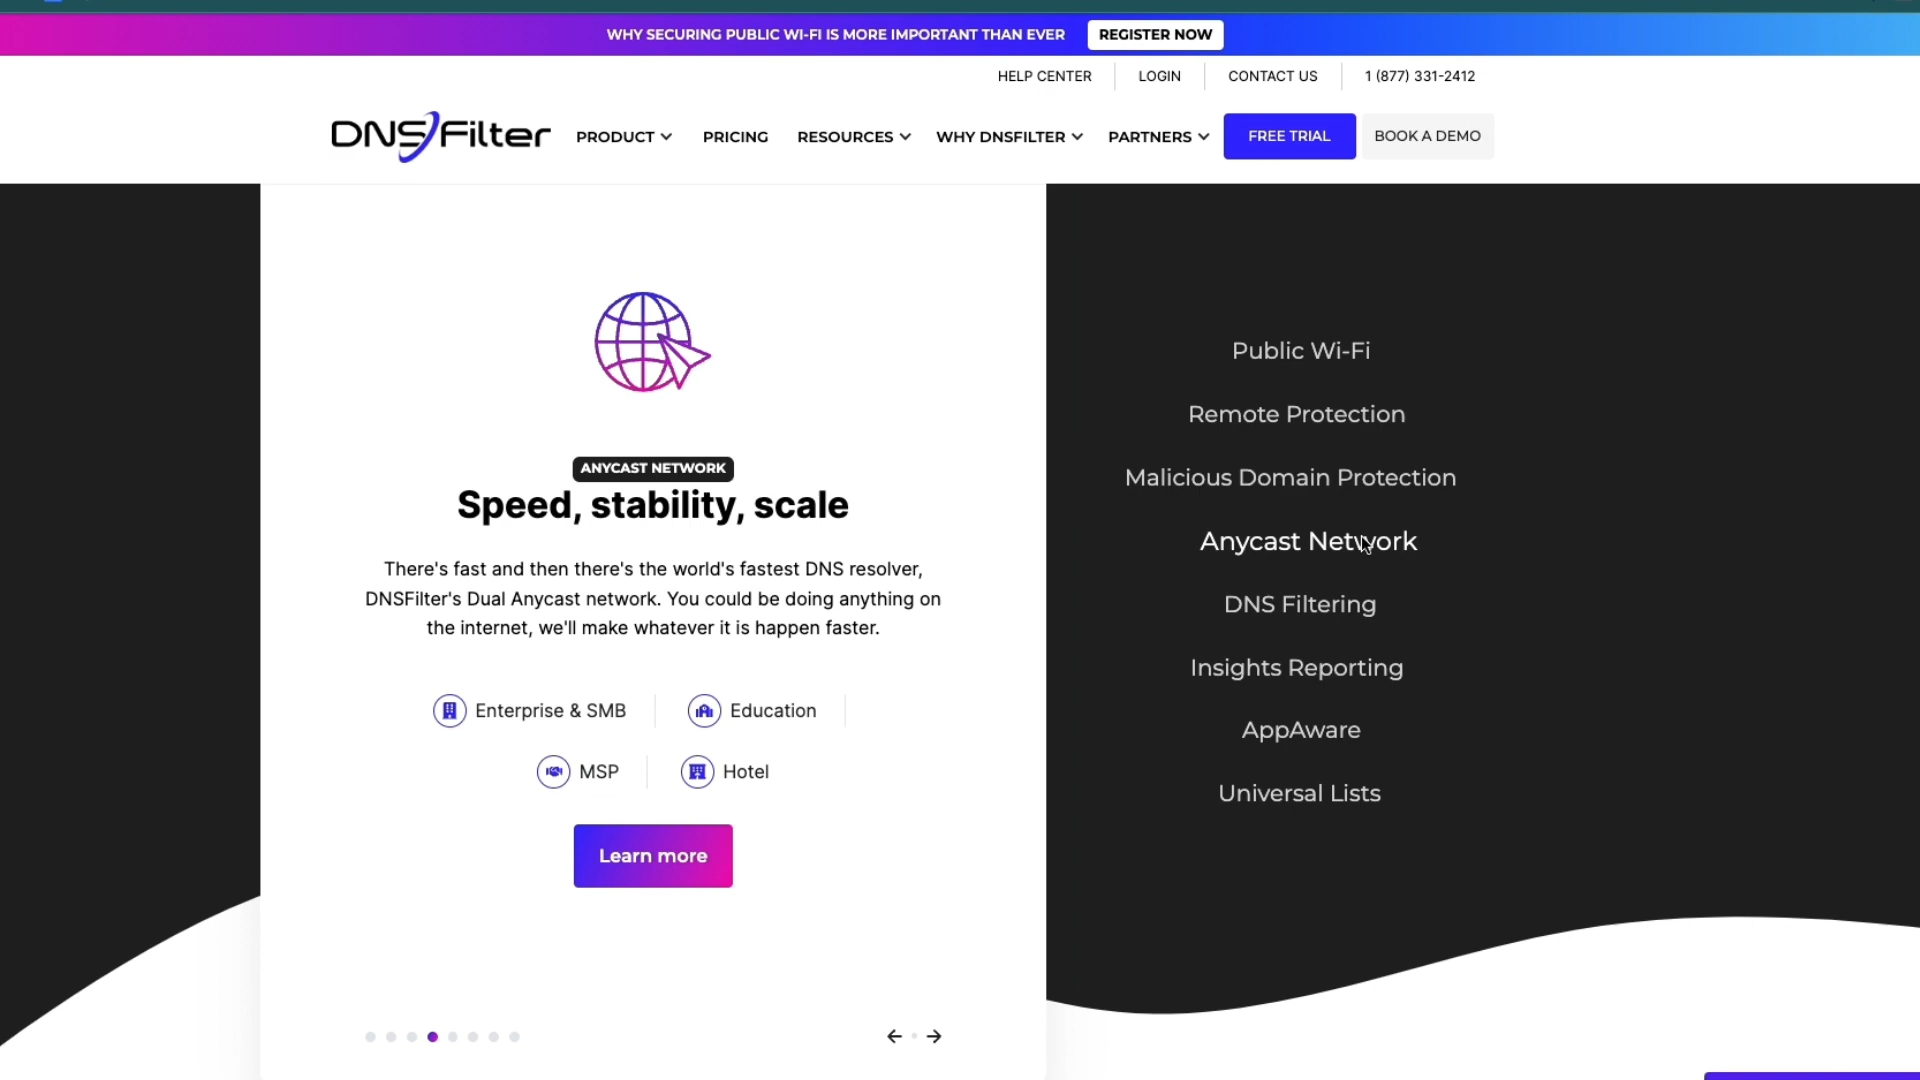 WHY SECURING PUBLIC WI-FI IS MORE IMPORTANT THAN EVER
REGISTER NOW
HELP CENTER
LOGIN
CONTACT US
1 (877) 331-2412
DNSFilter
PRODUCT
PRICING
RESOURCES
WHY DNSFILTER
PARTNERS
FREE TRIAL
BOOK A DEMO
ANYCAST NETWORK
Speed, stability, scale
There's fast and then there's the world's fastest DNS resolver,
DNSFilter's Dual Anycast network. You could be doing anything on
the internet, we'll make whatever it is happen faster.
Enterprise & SMB
Education
MSP
Hotel
Learn more
Public Wi-Fi
Remote Protection
Malicious Domain Protection
Anycast Network
DNS Filtering
Insights Reporting
AppAware
Universal Lists